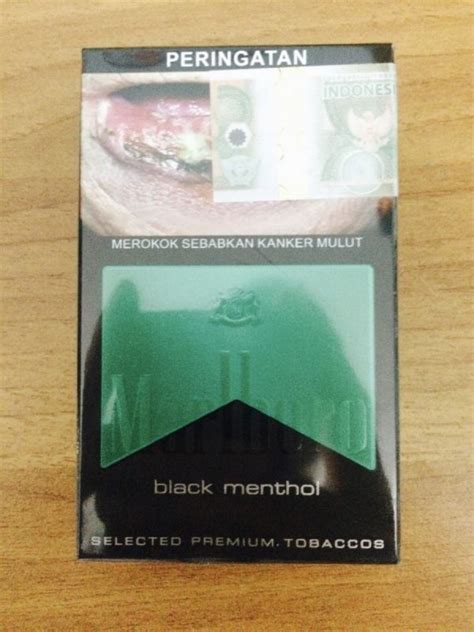 PERINGATAN
INDONESI
MEROKOK SEBABKAN KANKER MULUT
Marlboro
black menthol
SELECTED PREMIUM TOBACCOS